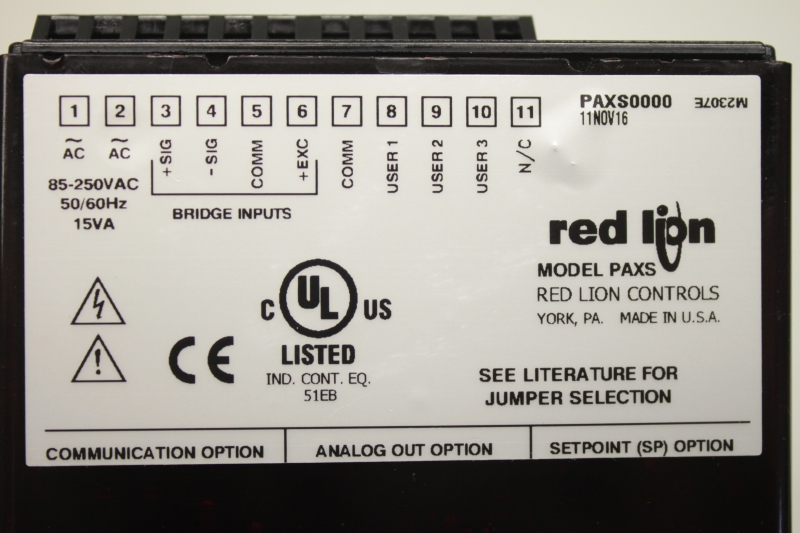 1 2 3 4 5 6 7 8 9 10 11
AC AC +SIG -SIG COMM +EXC COMM USER 1 USER 2 USER 3 N/C
85-250VAC
50/60Hz
15VA
BRIDGE INPUTS
PAXS0000
11NOV16
M2307E
red lion
MODEL PAXS
RED LION CONTROLS
YORK, PA. MADE IN U.S.A.
C UL US
LISTED
IND. CONT. EQ.
51EB
CE
SEE LITERATURE FOR
JUMPER SELECTION
COMMUNICATION OPTION
ANALOG OUT OPTION
SETPOINT (SP) OPTION